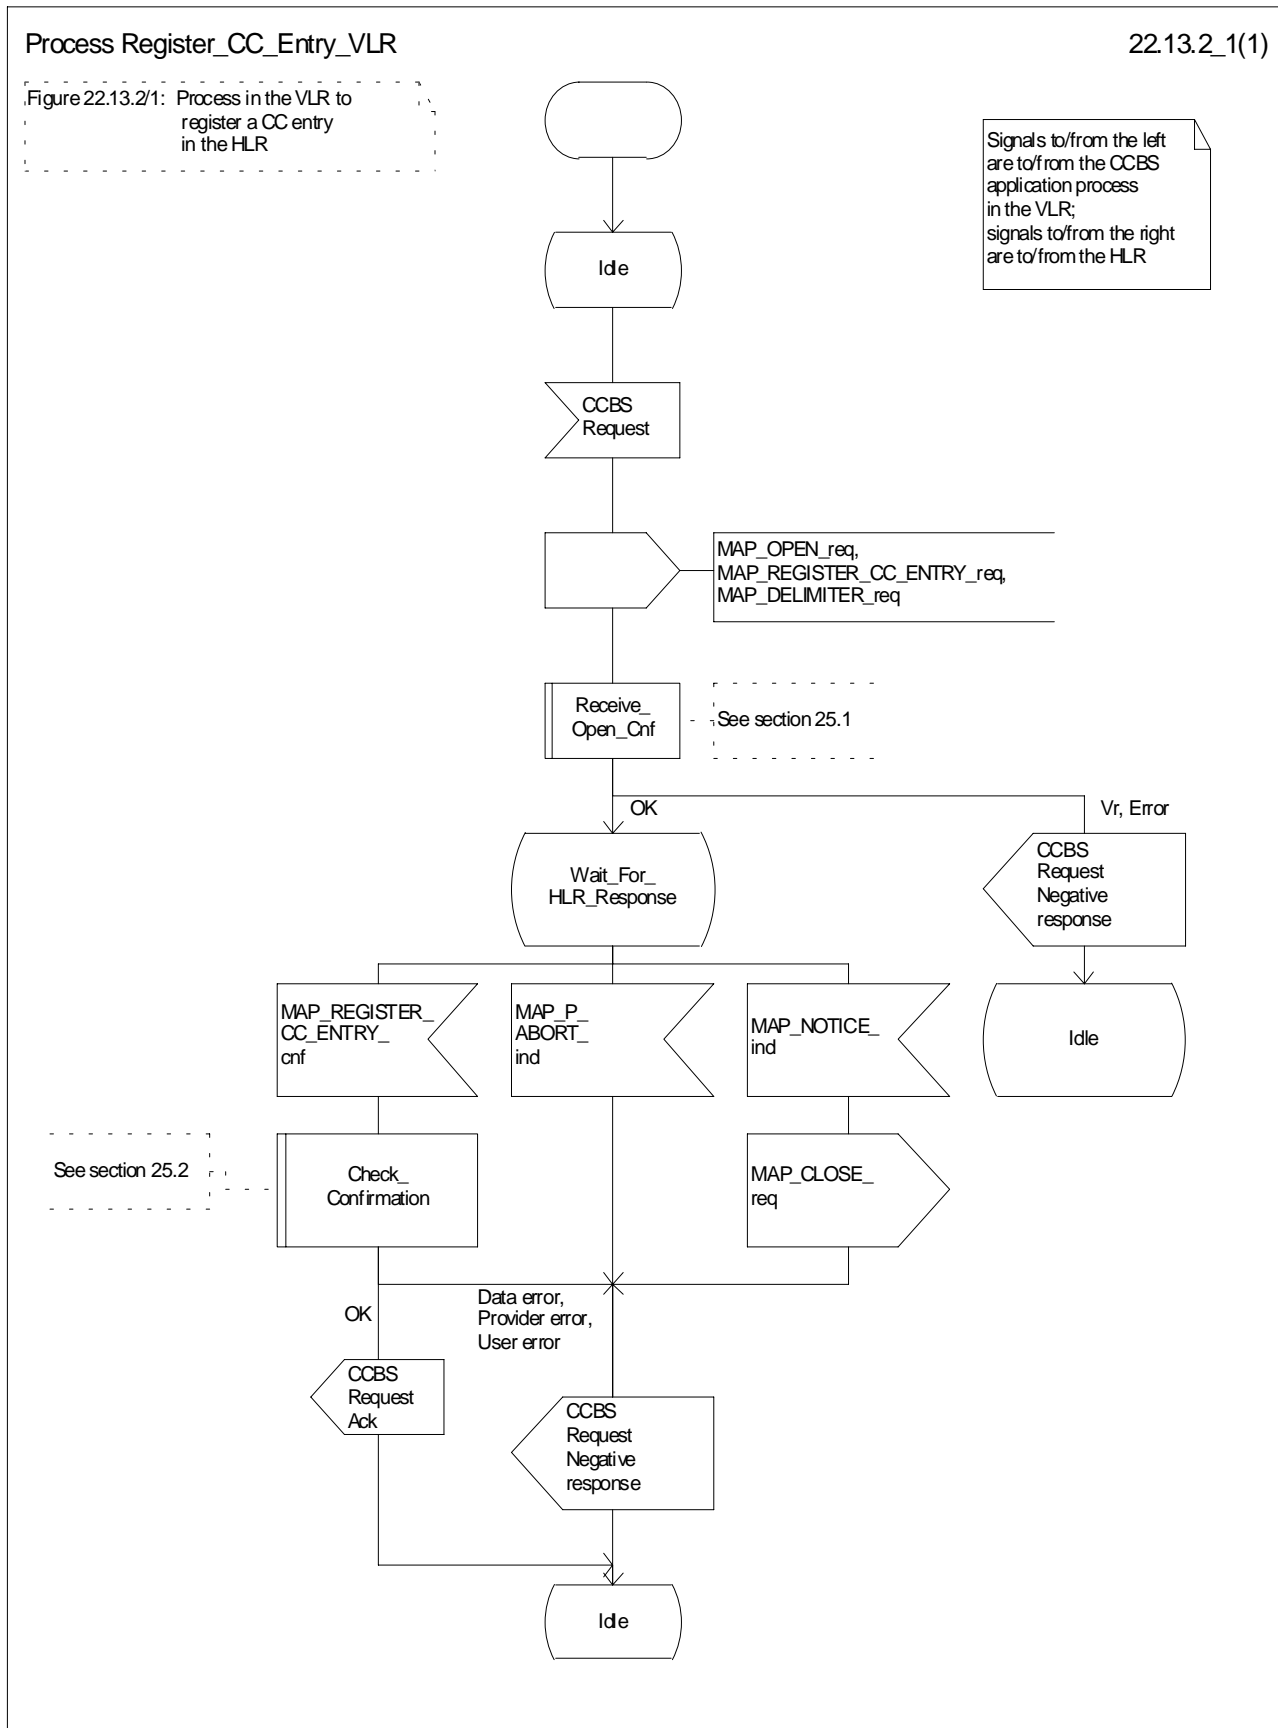 Process Register_CC_Entry_VLR
22.13.2_1(1)
Figure 22.13.2/1: Process in the VLR to
register a CC entry
in the HLR
Signals to/from the left
are to/from the CCBS
application process
in the VLR;
signals to/from the right
are to/from the HLR
Idle
CCBS
Request
MAP_OPEN_req,
MAP_REGISTER_CC_ENTRY_req,
MAP_DELIMITER_req
Receive_
Open_Cnf
See section 25.1
OK
Vr, Error
Wait_For_
HLR_Response
CCBS
Request
Negative
response
MAP_REGISTER_
CC_ENTRY_
cnf
MAP_P_
ABORT_
ind
MAP_NOTICE_
ind
Idle
See section 25.2
Check_
Confirmation
MAP_CLOSE_
req
OK
Data error,
Provider error,
User error
CCBS
Request
Ack
CCBS
Request
Negative
response
Idle